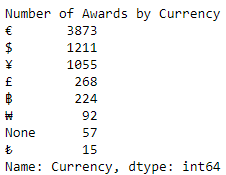 Number of Awards by Currency
€ 3873
$ 1211
¥ 1055
£ 268
฿ 224
₩ 92
None 57
₺ 15
Name: Currency, dtype: int64